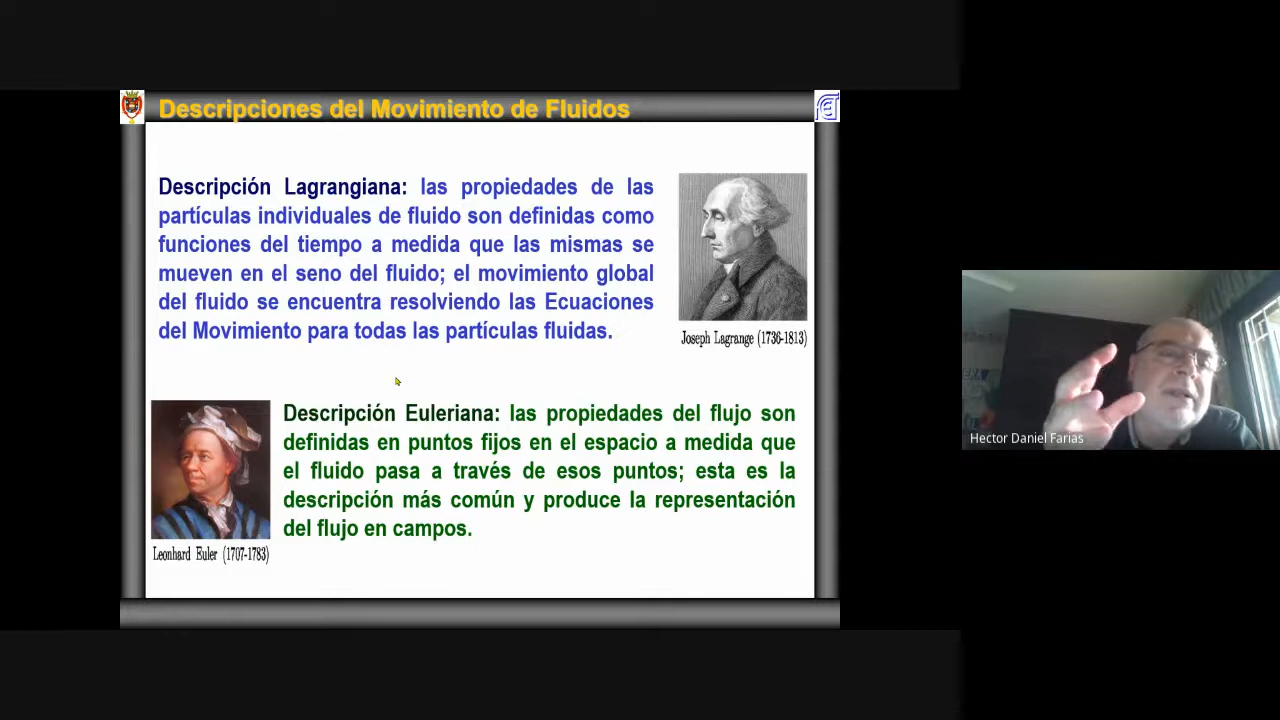 Descripciones del Movimiento de Fluidos
Descripción Lagrangiana: las propiedades de las
partículas individuales de fluido son definidas como
funciones del tiempo a medida que las mismas se
mueven en el seno del fluido; el movimiento global
del fluido se encuentra resolviendo las Ecuaciones
del Movimiento para todas las partículas fluidas.
Joseph Lagrange (1736-1813)
Descripción Euleriana: las propiedades del flujo son
definidas en puntos fijos en el espacio a medida que
el fluido pasa a través de esos puntos; esta es la
descripción más común y produce la representación
del flujo en campos.
Leonhard Euler (1707-1783)
Hector Daniel Farias